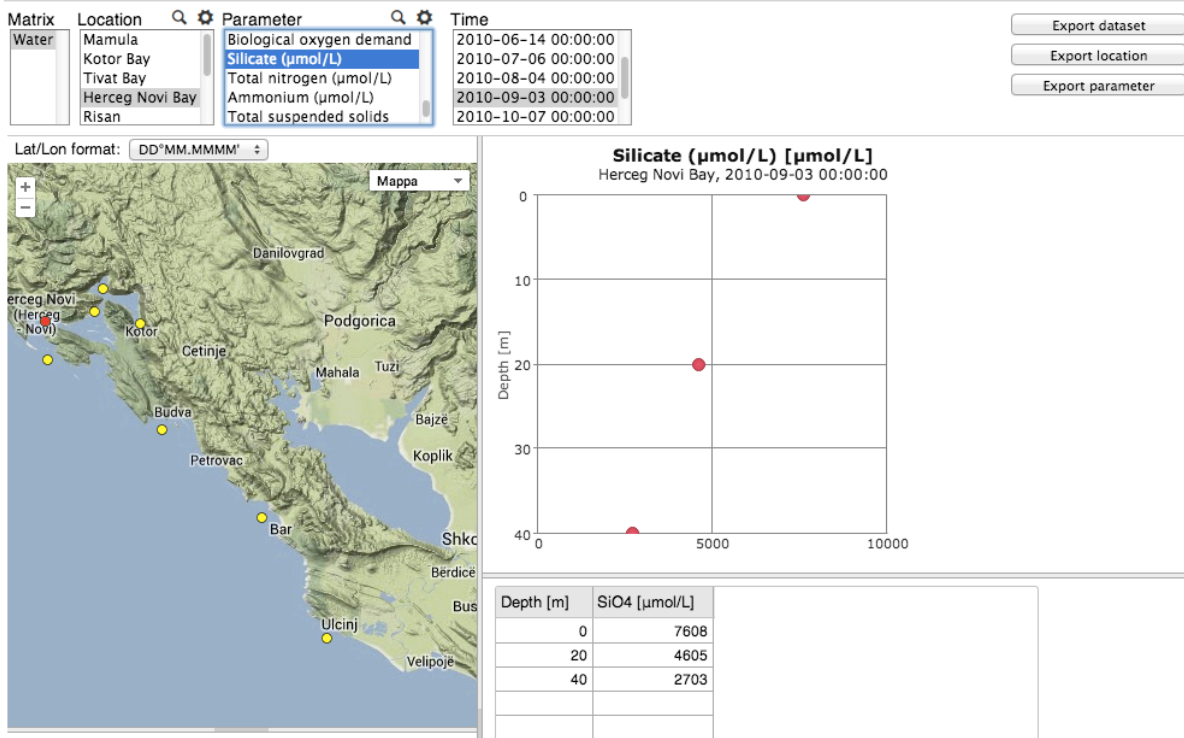 Matrix Location Parameter Time
Water
Mamula
Kotor Bay
Tivat Bay
Herceg Novi Bay
Risan
Biological oxygen demand
Silicate (µmol/L)
Total nitrogen (µmol/L)
Ammonium (µmol/L)
Total suspended solids
2010-06-14 00:00:00
2010-07-06 00:00:00
2010-08-04 00:00:00
2010-09-03 00:00:00
2010-10-07 00:00:00
Export dataset
Export location
Export parameter
Lat/Lon format: DD°MM.MMMM'
+
−
Mappa
Danilovgrad
erceg Novi
(Herceg
- Novi)
Kotor
Podgorica
Cetinje
Mahala
Tuzi
Budva
Bajzë
Petrovac
Koplik
Bar
Shko
Bërdicë
Bus
Ulcinj
Velipojë
Silicate (µmol/L) [µmol/L]
Herceg Novi Bay, 2010-09-03 00:00:00
0
10
20
30
40
Depth [m]
0 5000 10000
Depth [m] SiO4 [µmol/L]
0 7608
20 4605
40 2703